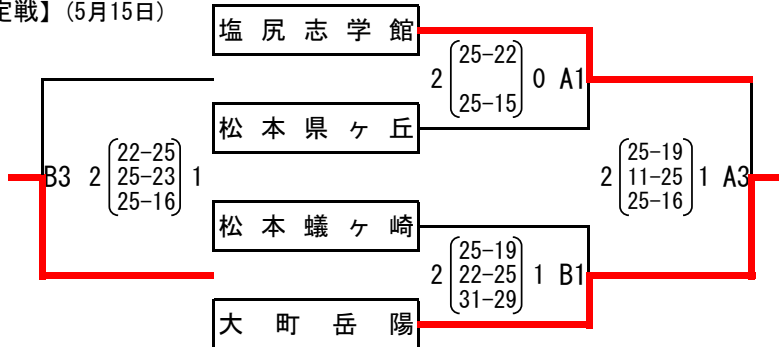 定戦】（5月15日）
塩尻志学館
2 25-22 25-15 0 A1
松本県ヶ丘
B3 2 22-25 25-23 25-16 1
2 25-19 11-25 25-16 1 A3
松本蟻ヶ崎
2 25-19 22-25 31-29 1 B1
大町岳陽